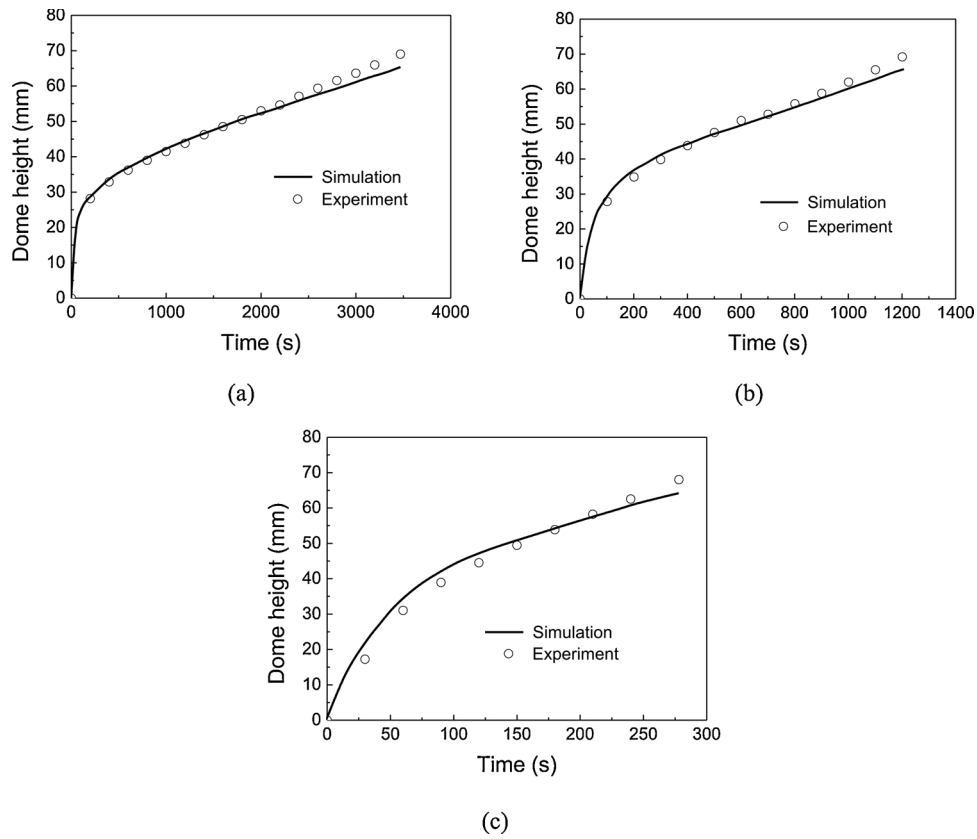 80
70
60
50
40
30
20
10
0
Dome height (mm)
Simulation
Experiment
0 1000 2000 3000 4000
Time (s)
(a)
80
70
60
50
40
30
20
10
0
Dome height (mm)
Simulation
Experiment
0 200 400 600 800 1000 1200 1400
Time (s)
(b)
80
70
60
50
40
30
20
10
0
Dome height (mm)
Simulation
Experiment
0 50 100 150 200 250 300
Time (s)
(c)